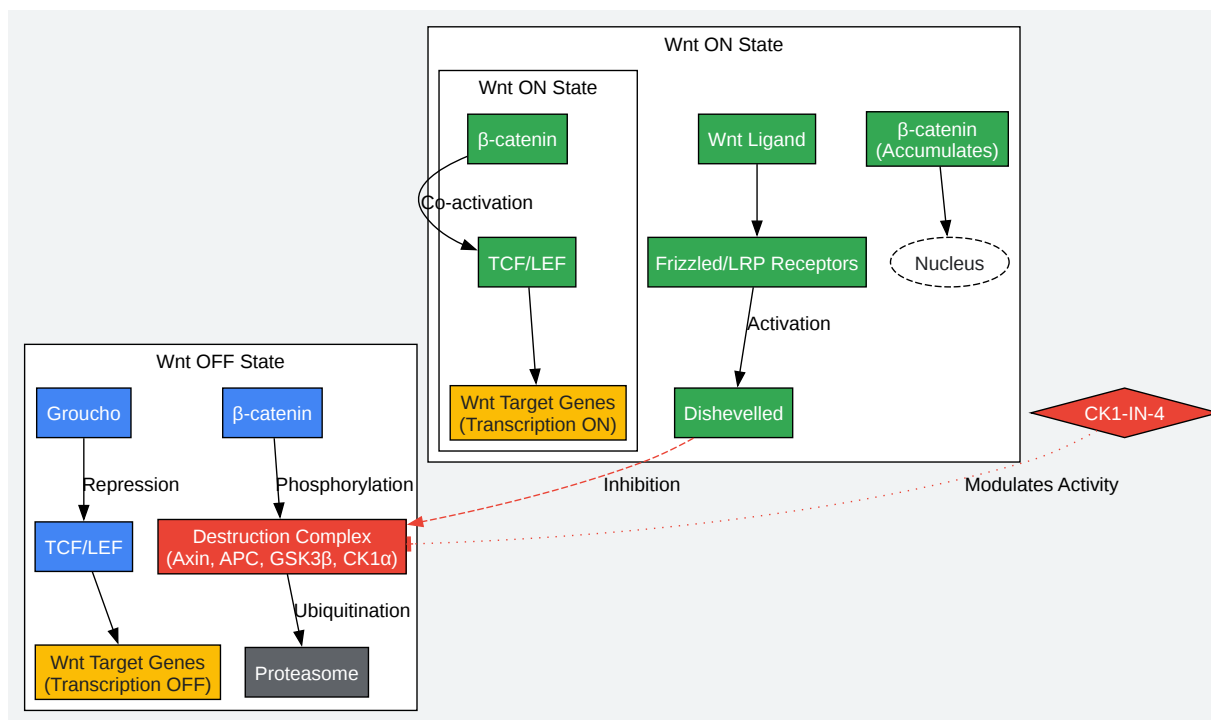 Wnt ON State
Wnt ON State
β-catenin
Wnt Ligand
β-catenin
(Accumulates)
Co-activation
TCF/LEF
Frizzled/LRP Receptors
Nucleus
Activation
Wnt Target Genes
(Transcription ON)
Dishevelled
CK1-IN-4
Inhibition
Modulates Activity
Wnt OFF State
Groucho
β-catenin
Repression
Phosphorylation
TCF/LEF
Destruction Complex
(Axin, APC, GSK3β, CK1α)
Ubiquitination
Wnt Target Genes
(Transcription OFF)
Proteasome